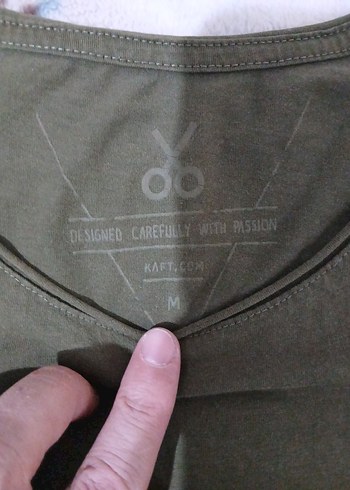 DESIGNED CAREFULLY WITH PASSION
KAFT.COM
M